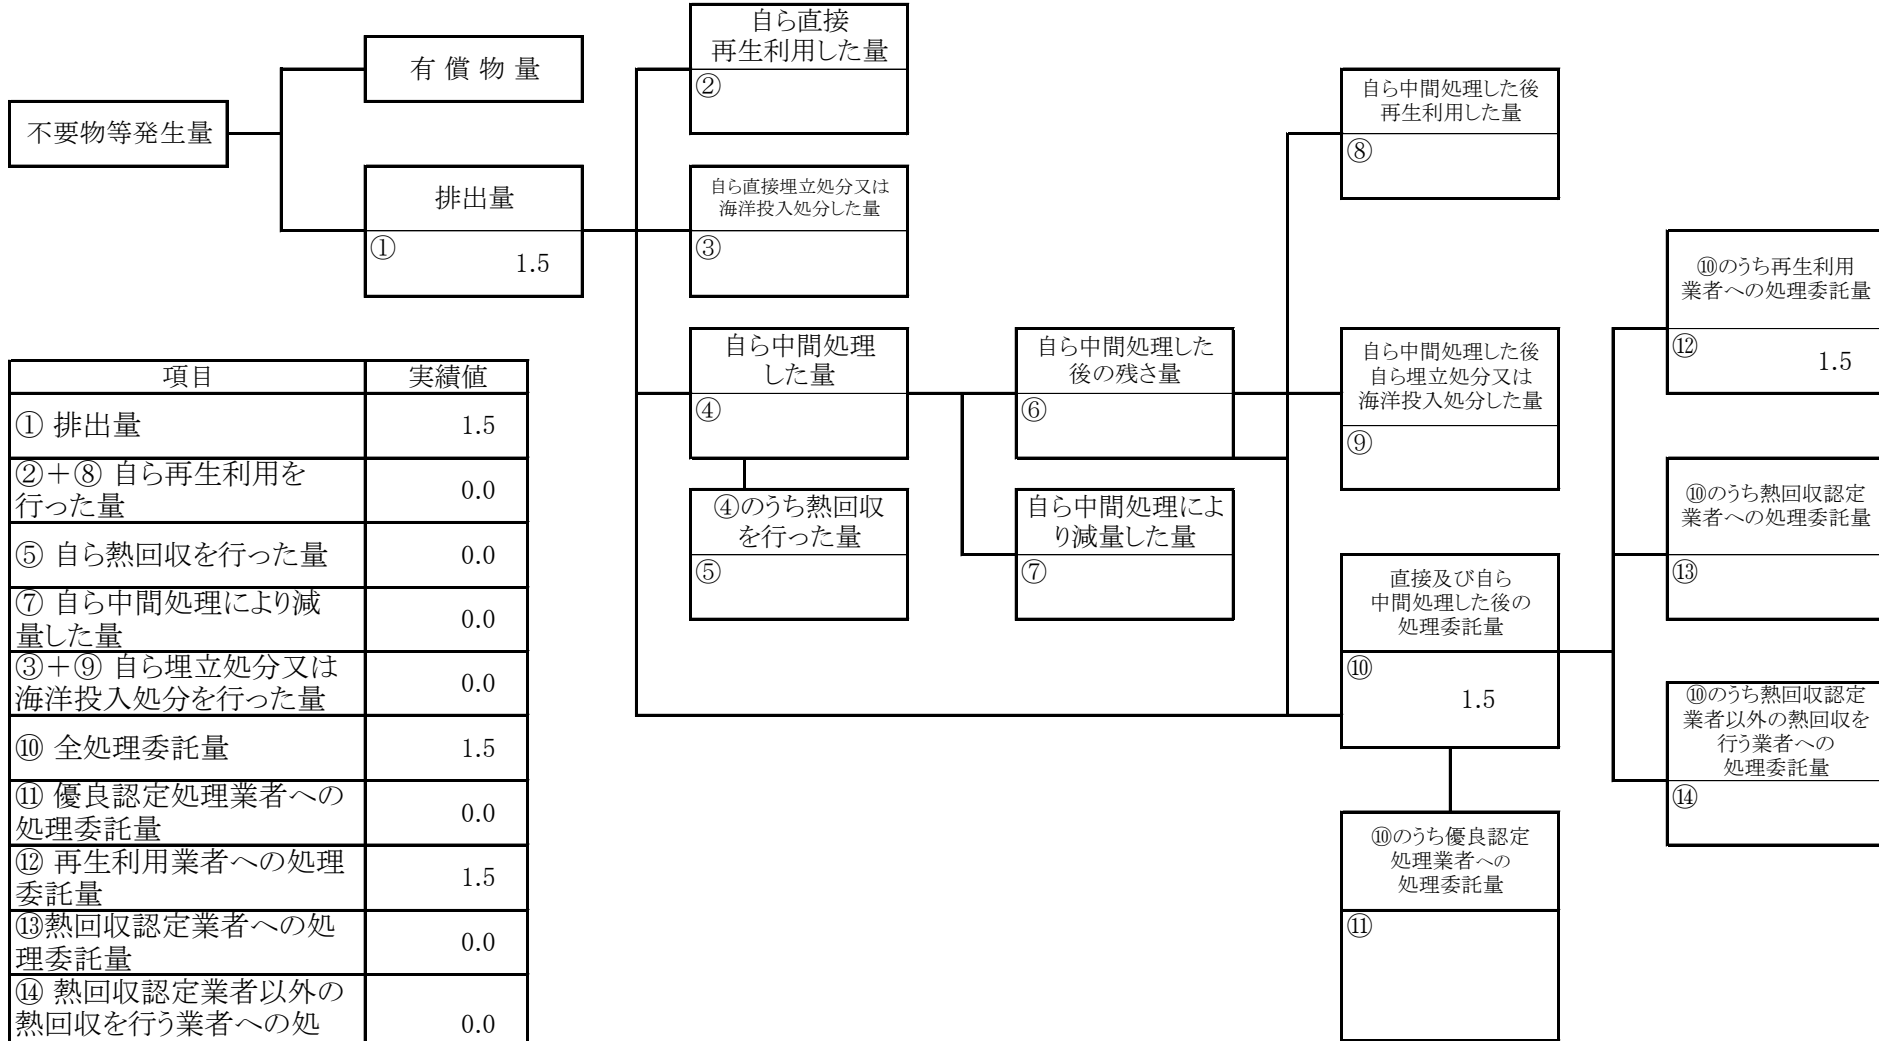 不要物等発生量
有 償 物 量
排出量
①
1.5
自ら直接
再生利用した量
②
自ら直接埋立処分又は
海洋投入処分した量
③
自ら中間処理
した量
④
④のうち熱回収
を行った量
⑤
自ら中間処理した
後の残さ量
⑥
自ら中間処理によ
り減量した量
⑦
自ら中間処理した後
再生利用した量
⑧
自ら中間処理した後
自ら埋立処分又は
海洋投入処分した量
⑨
直接及び自ら
中間処理した後の
処理委託量
⑩
1.5
⑩のうち優良認定
処理業者への
処理委託量
⑪
⑩のうち再生利用
業者への処理委託量
⑫
1.5
⑩のうち熱回収認定
業者への処理委託量
⑬
⑩のうち熱回収認定
業者以外の熱回収を
行う業者への
処理委託量
⑭
項目 実績値
① 排出量 1.5
②＋⑧ 自ら再生利用を
行った量 0.0
⑤ 自ら熱回収を行った量 0.0
⑦ 自ら中間処理により減
量した量 0.0
③＋⑨ 自ら埋立処分又は
海洋投入処分を行った量 0.0
⑩ 全処理委託量 1.5
⑪ 優良認定処理業者への
処理委託量 0.0
⑫ 再生利用業者への処理
委託量 1.5
⑬熱回収認定業者への処
理委託量 0.0
⑭ 熱回収認定業者以外の
熱回収を行う業者への処 0.0